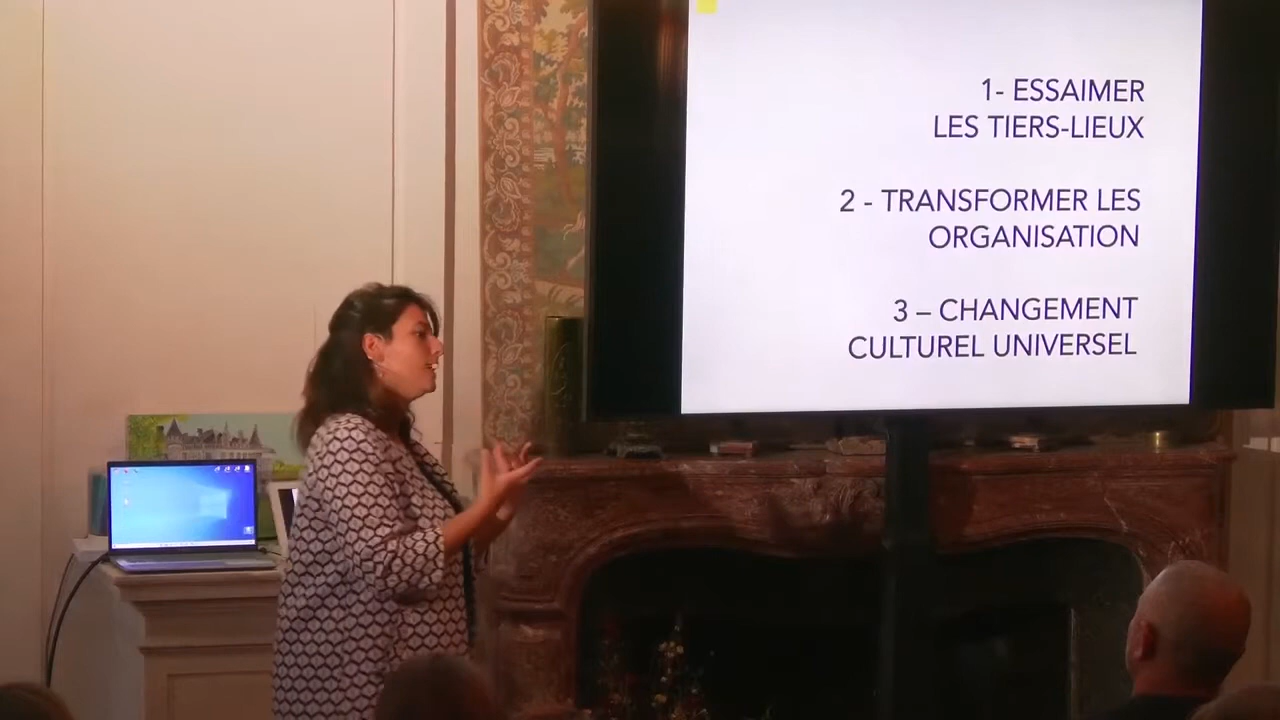 1- ESSAIMER
LES TIERS-LIEUX
2 - TRANSFORMER LES
ORGANISATION
3 – CHANGEMENT
CULTUREL UNIVERSEL